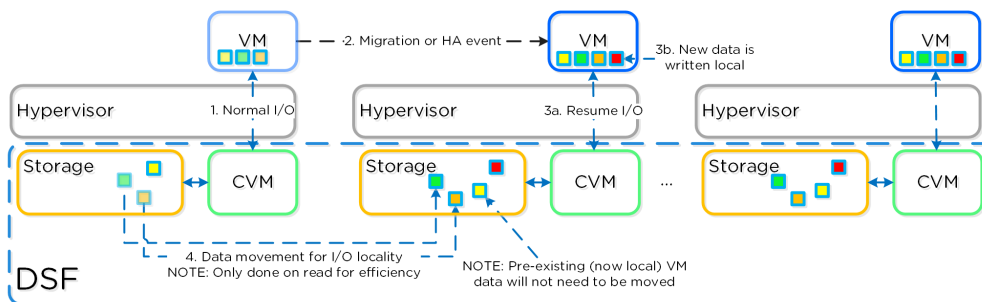 VM
2. Migration or HA event
VM
3b. New data is
written local
VM
Hypervisor
1. Normal I/O
Hypervisor
3a. Resume I/O
Hypervisor
Storage
CVM
Storage
CVM
...
Storage
CVM
4. Data movement for I/O locality
NOTE: Only done on read for efficiency
NOTE: Pre-existing (now local) VM
data will not need to be moved
DSF